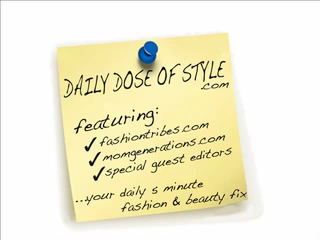 DAILY DOSE OF STYLE
.com
featuring:
✓ fashiontribes.com
✓ momgenerations.com
✓ special guest editors
...your daily 5 minute
fashion & beauty fix